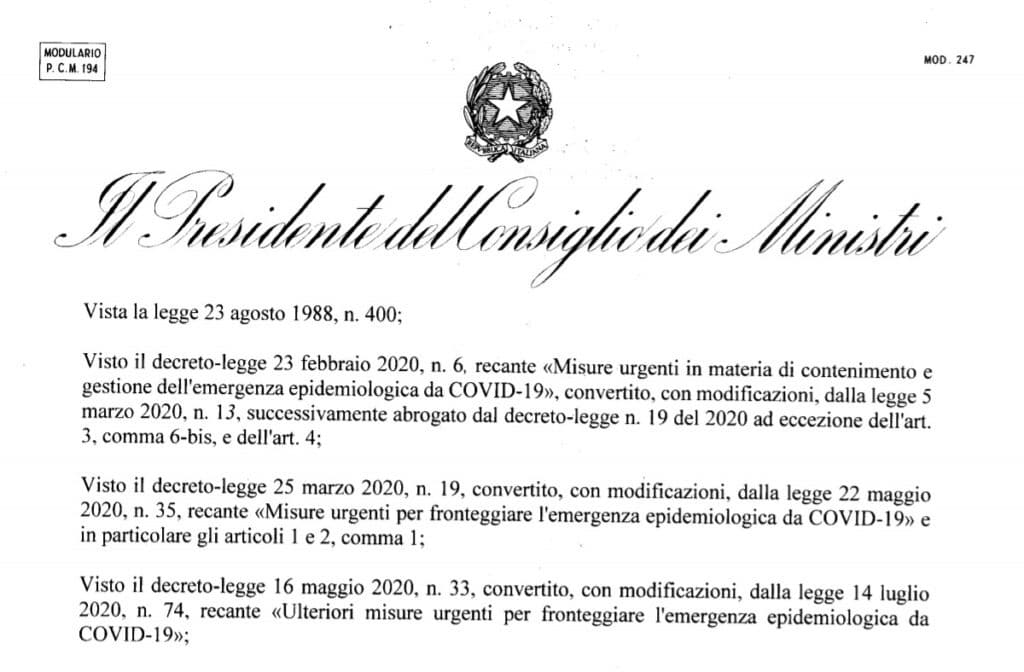 MODULARIO
P. C. M. 194
MOD. 247
REPVBBLICA ITALIANA
Il Presidente del Consiglio dei Ministri
Vista la legge 23 agosto 1988, n. 400;
Visto il decreto-legge 23 febbraio 2020, n. 6, recante «Misure urgenti in materia di contenimento e
gestione dell'emergenza epidemiologica da COVID-19», convertito, con modificazioni, dalla legge 5
marzo 2020, n. 13, successivamente abrogato dal decreto-legge n. 19 del 2020 ad eccezione dell'art.
3, comma 6-bis, e dell'art. 4;
Visto il decreto-legge 25 marzo 2020, n. 19, convertito, con modificazioni, dalla legge 22 maggio
2020, n. 35, recante «Misure urgenti per fronteggiare l'emergenza epidemiologica da COVID-19» e
in particolare gli articoli 1 e 2, comma 1;
Visto il decreto-legge 16 maggio 2020, n. 33, convertito, con modificazioni, dalla legge 14 luglio
2020, n. 74, recante «Ulteriori misure urgenti per fronteggiare l'emergenza epidemiologica da
COVID-19»;